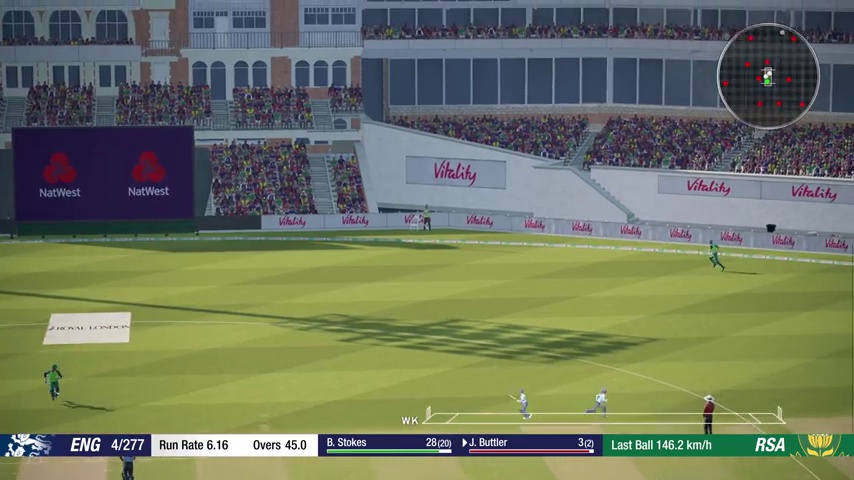 NatWest NatWest
Vitality
Vitality Vitality
Vitality Vitality Vitality Vitality Vitality Vitality Vitality Vitality Vitality Vitality
ROYAL LONDON
WK
ENG 4/277 Run Rate 6.16 Overs 45.0 B. Stokes 28 (20) J. Buttler 3 (2) Last Ball 146.2 km/h RSA